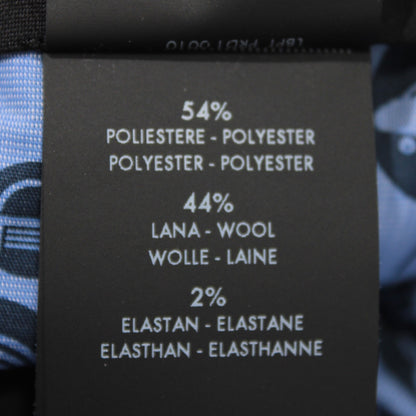 54%
POLIESTERE - POLYESTER
POLYESTER - POLYESTER
44%
LANA - WOOL
WOLLE - LAINE
2%
ELASTAN - ELASTANE
ELASTHAN - ELASTHANNE